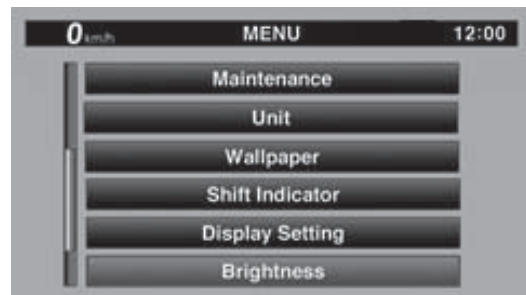 0 km/h MENU 12:00
Maintenance
Unit
Wallpaper
Shift Indicator
Display Setting
Brightness